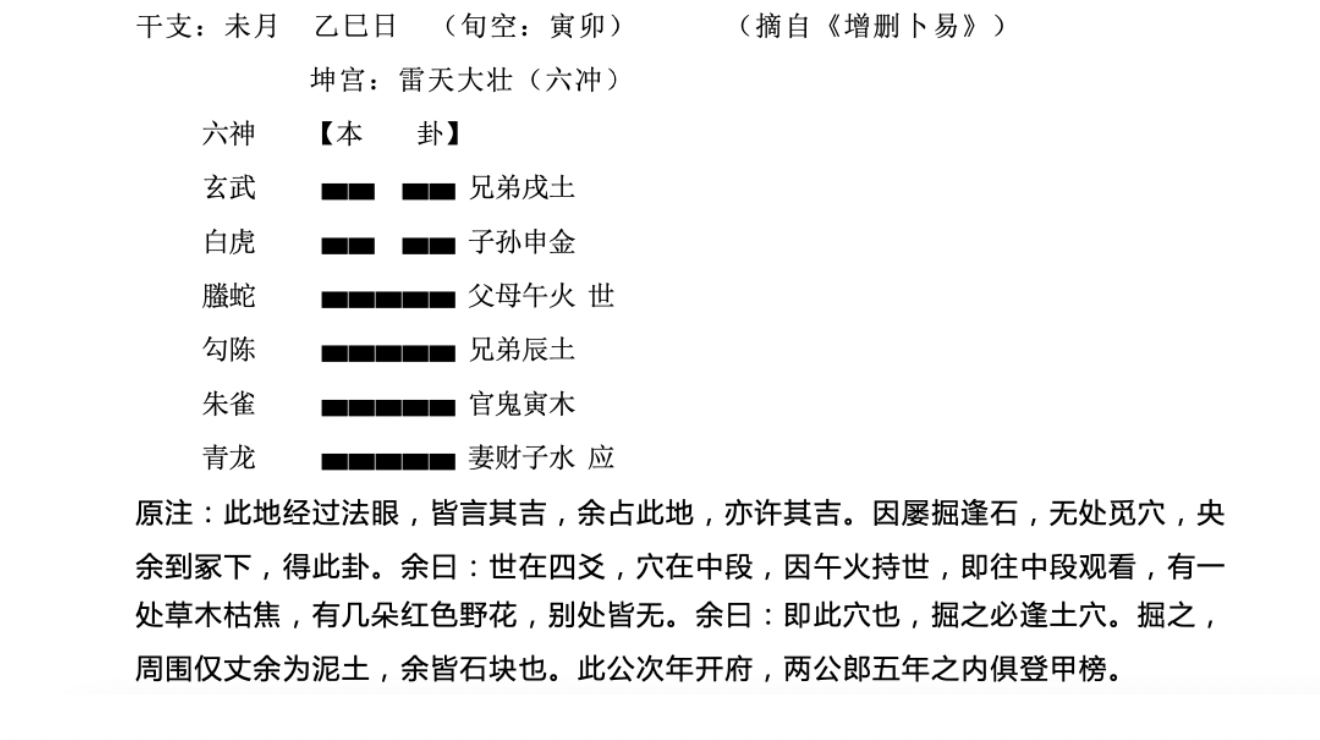 干支：未月　乙巳日　（旬空：寅卯）　　　（摘自《增删卜易》）
坤宫：雷天大壮（六冲）
六神　【本　卦】
玄武　兄弟戌土
白虎　子孙申金
螣蛇　父母午火 世
勾陈　兄弟辰土
朱雀　官鬼寅木
青龙　妻财子水 应
原注：此地经过法眼，皆言其吉，余占此地，亦许其吉。因屡掘逢石，无处觅穴，央
余到冢下，得此卦。余曰：世在四爻，穴在中段，因午火持世，即往中段观看，有一
处草木枯焦，有几朵红色野花，别处皆无。余曰：即此穴也，掘之必逢土穴。掘之，
周围仅丈余为泥土，余皆石块也。此公次年开府，两公郎五年之内俱登甲榜。